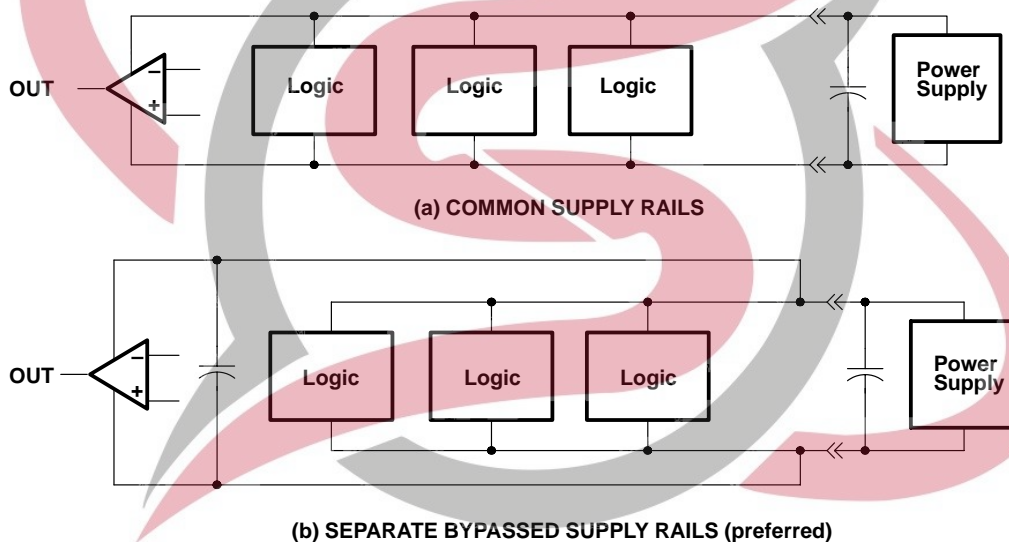 OUT
−
+
Logic
Logic
Logic
Power
Supply
(a) COMMON SUPPLY RAILS
OUT
−
+
Logic
Logic
Logic
Power
Supply
(b) SEPARATE BYPASSED SUPPLY RAILS (preferred)